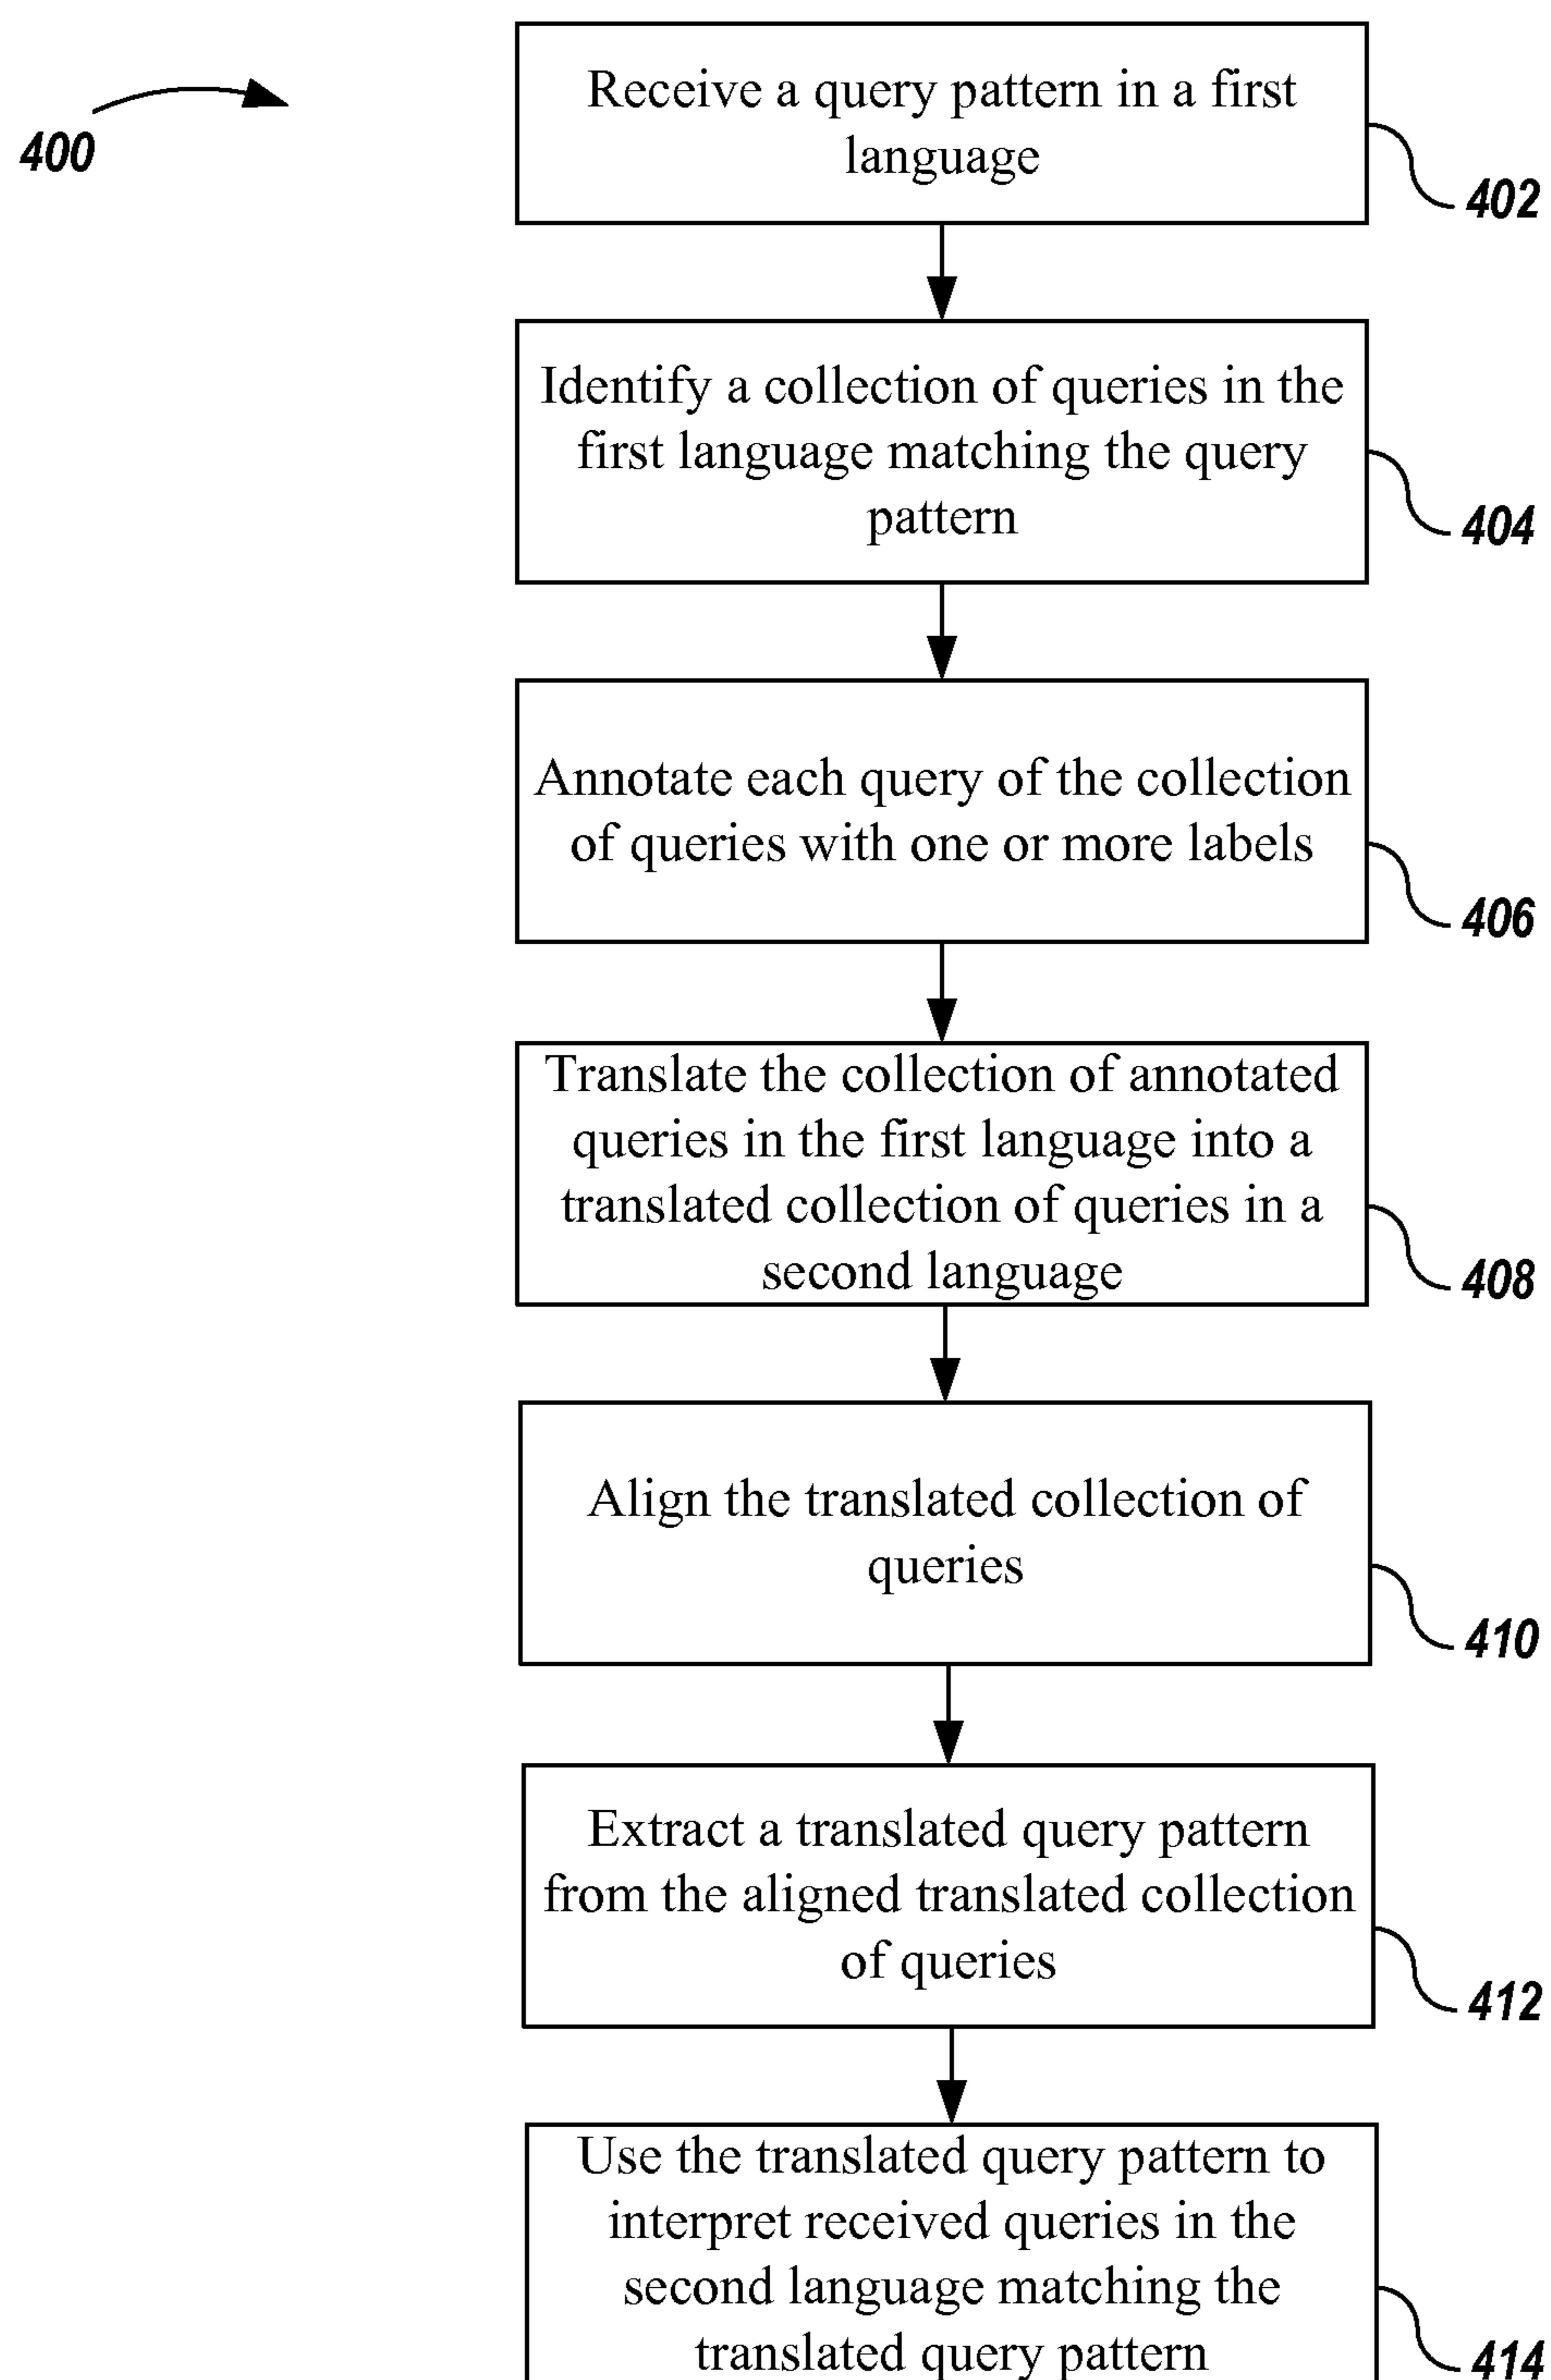 400
Receive a query pattern in a first
language
402
Identify a collection of queries in the
first language matching the query
pattern
404
Annotate each query of the collection
of queries with one or more labels
406
Translate the collection of annotated
queries in the first language into a
translated collection of queries in a
second language
408
Align the translated collection of
queries
410
Extract a translated query pattern
from the aligned translated collection
of queries
412
Use the translated query pattern to
interpret received queries in the
second language matching the
translated query pattern
414